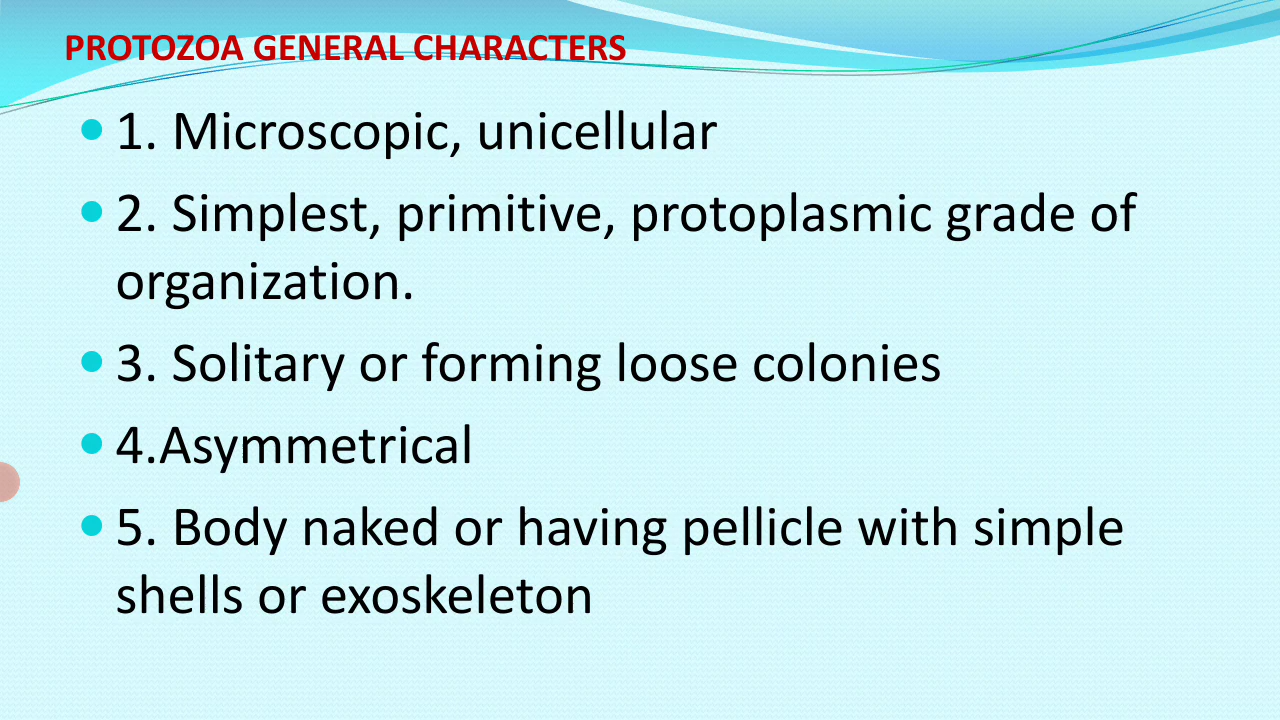 PROTOZOA GENERAL CHARACTERS
1. Microscopic, unicellular
2. Simplest, primitive, protoplasmic grade of
organization.
3. Solitary or forming loose colonies
4.Asymmetrical
5. Body naked or having pellicle with simple
shells or exoskeleton